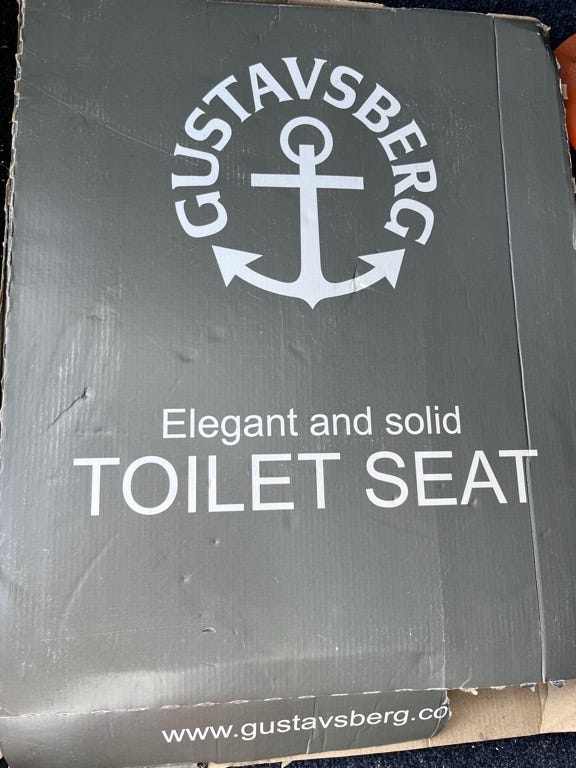 GUSTAVSBERG
Elegant and solid
TOILET SEAT
www.gustavsberg.co